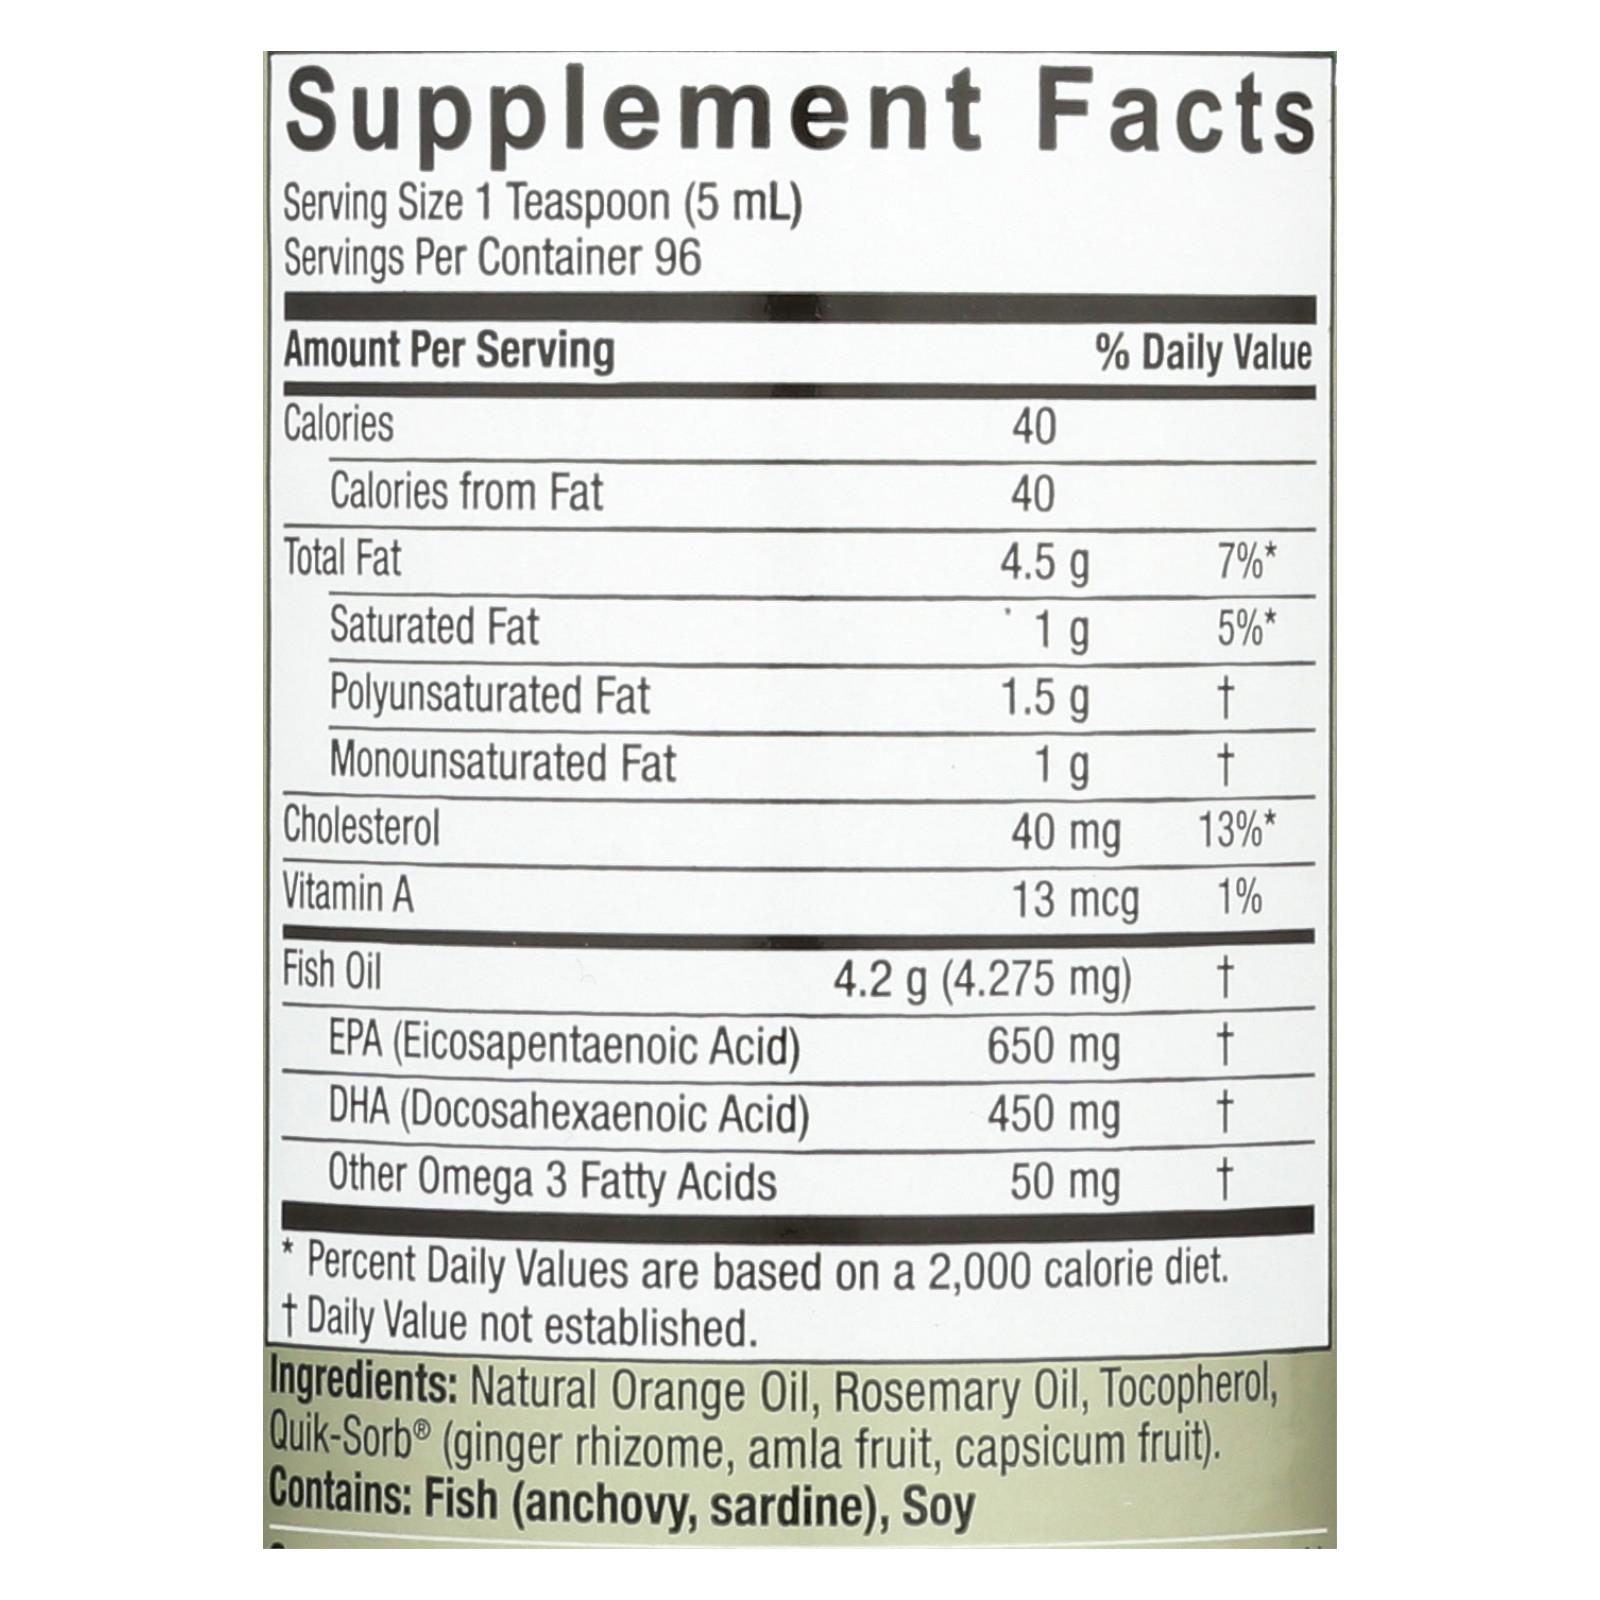 Supplement Facts
Serving Size 1 Teaspoon (5 mL)
Servings Per Container 96
Amount Per Serving % Daily Value
Calories 40
Calories from Fat 40
Total Fat 4.5 g 7%*
Saturated Fat 1 g 5%*
Polyunsaturated Fat 1.5 g †
Monounsaturated Fat 1 g †
Cholesterol 40 mg 13%*
Vitamin A 13 mcg 1%
Fish Oil 4.2 g (4.275 mg) †
EPA (Eicosapentaenoic Acid) 650 mg †
DHA (Docosahexaenoic Acid) 450 mg †
Other Omega 3 Fatty Acids 50 mg †
* Percent Daily Values are based on a 2,000 calorie diet.
† Daily Value not established.
Ingredients: Natural Orange Oil, Rosemary Oil, Tocopherol,
Quik-Sorb® (ginger rhizome, amla fruit, capsicum fruit).
Contains: Fish (anchovy, sardine), Soy